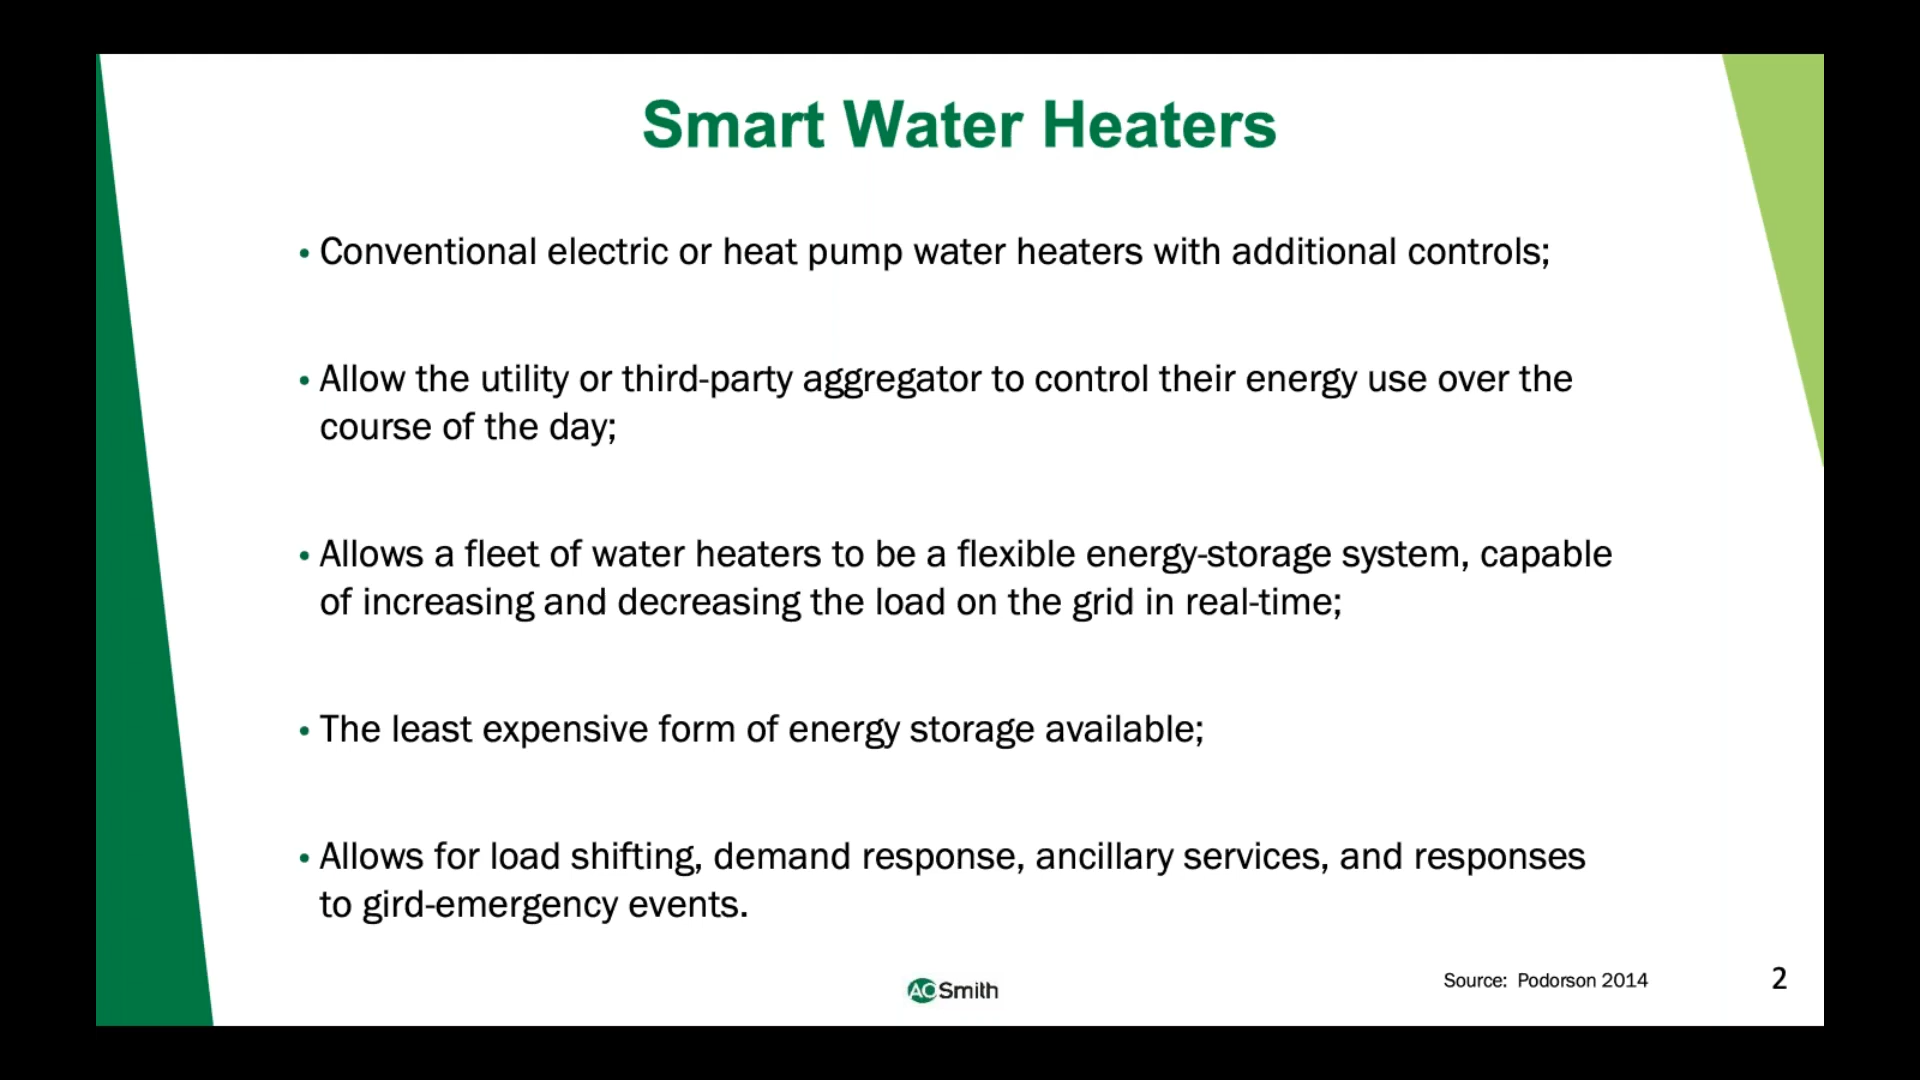 Smart Water Heaters
• Conventional electric or heat pump water heaters with additional controls;
• Allow the utility or third-party aggregator to control their energy use over the
course of the day;
• Allows a fleet of water heaters to be a flexible energy-storage system, capable
of increasing and decreasing the load on the grid in real-time;
• The least expensive form of energy storage available;
• Allows for load shifting, demand response, ancillary services, and responses
to gird-emergency events.
AOSmith
Source: Podorson 2014
2